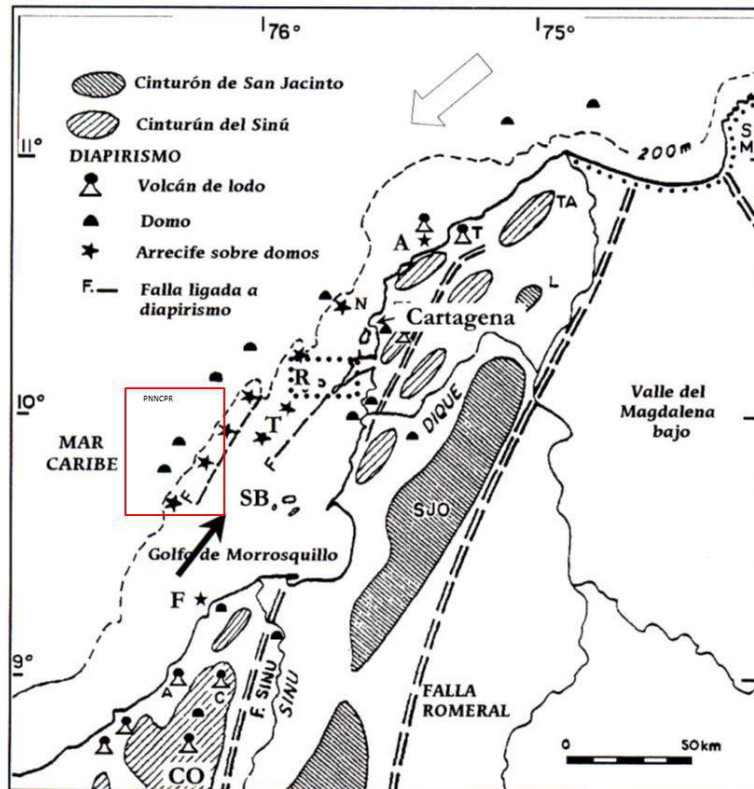 76°
75°
Cinturón de San Jacinto
Cinturún del Sinú
DIAPIRISMO
Volcán de lodo
Domo
Arrecife sobre domos
F. Falla ligada a
diapirismo
11°
200m
S
M
TA
A
T
L
N
Cartagena
R
10°
PNNCPR
MAR
CARIBE
T
F
F
DIQUE
Valle del
Magdalena
bajo
SB
SJO
Golfo de Morrosquillo
F
9°
A
C
F. SINU
SINÚ
FALLA
ROMERAL
CO
0
50km